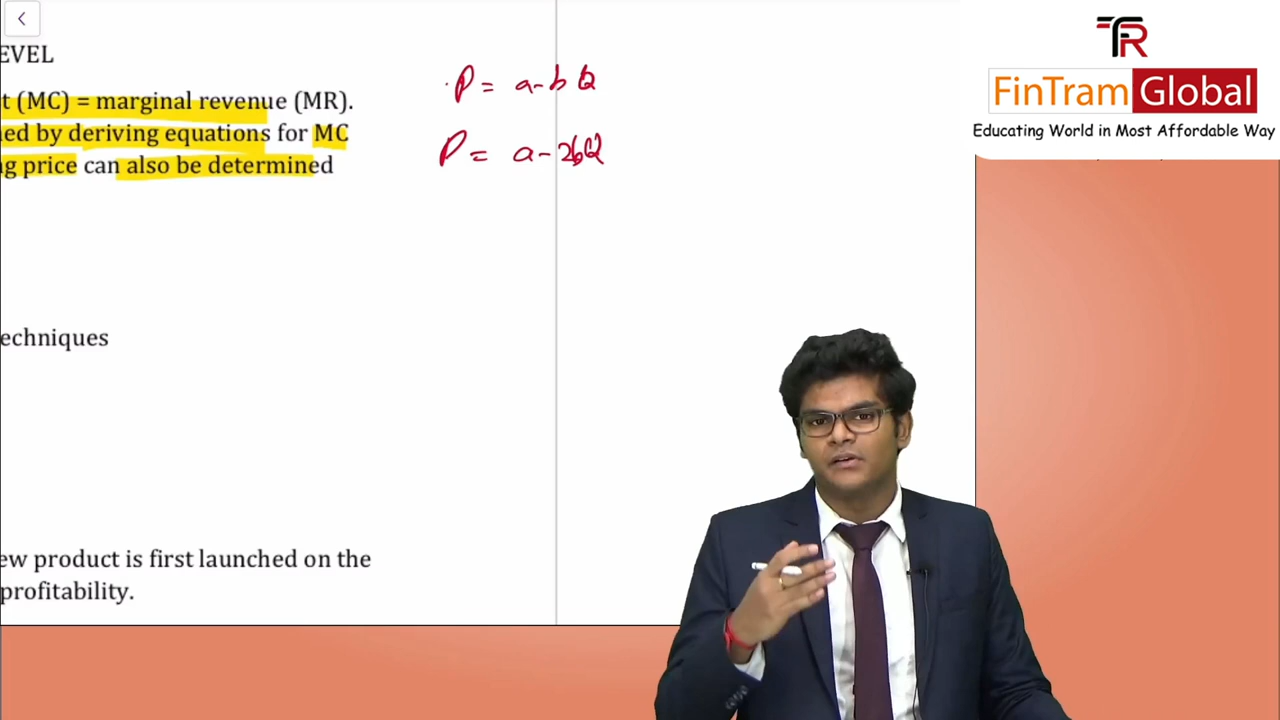 EVEL
t (MC) = marginal revenue (MR).
ed by deriving equations for MC
g price can also be determined
echniques
ew product is first launched on the
profitability.
P = a - b Q
P = a - 2bQ
TR
FinTram Global
Educating World in Most Affordable Way